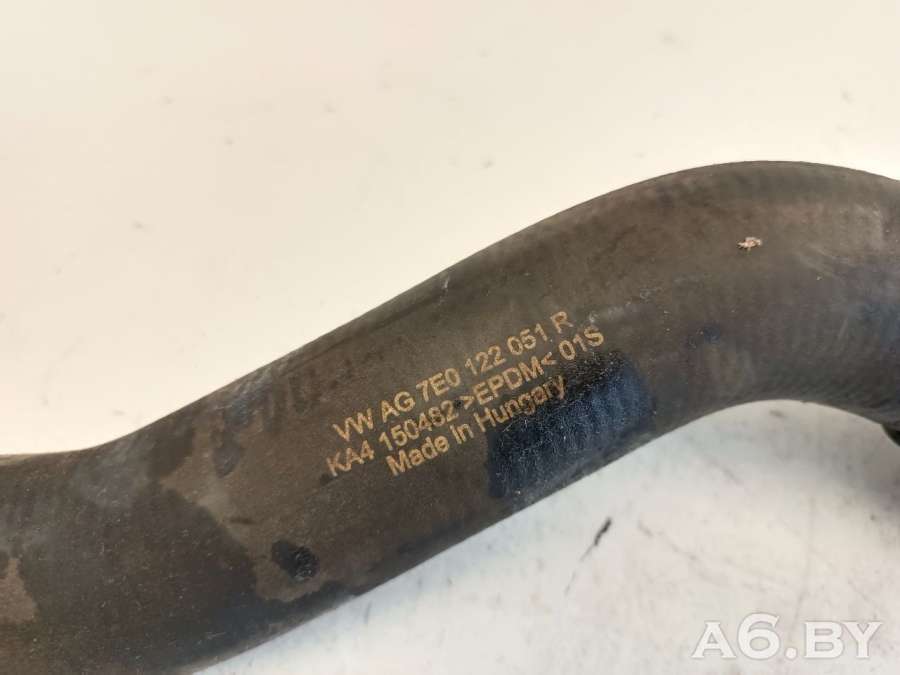 VW AG 7E0 122 051 R
KA4 150482 >EPDM< 01S
Made in Hungary
A6.BY